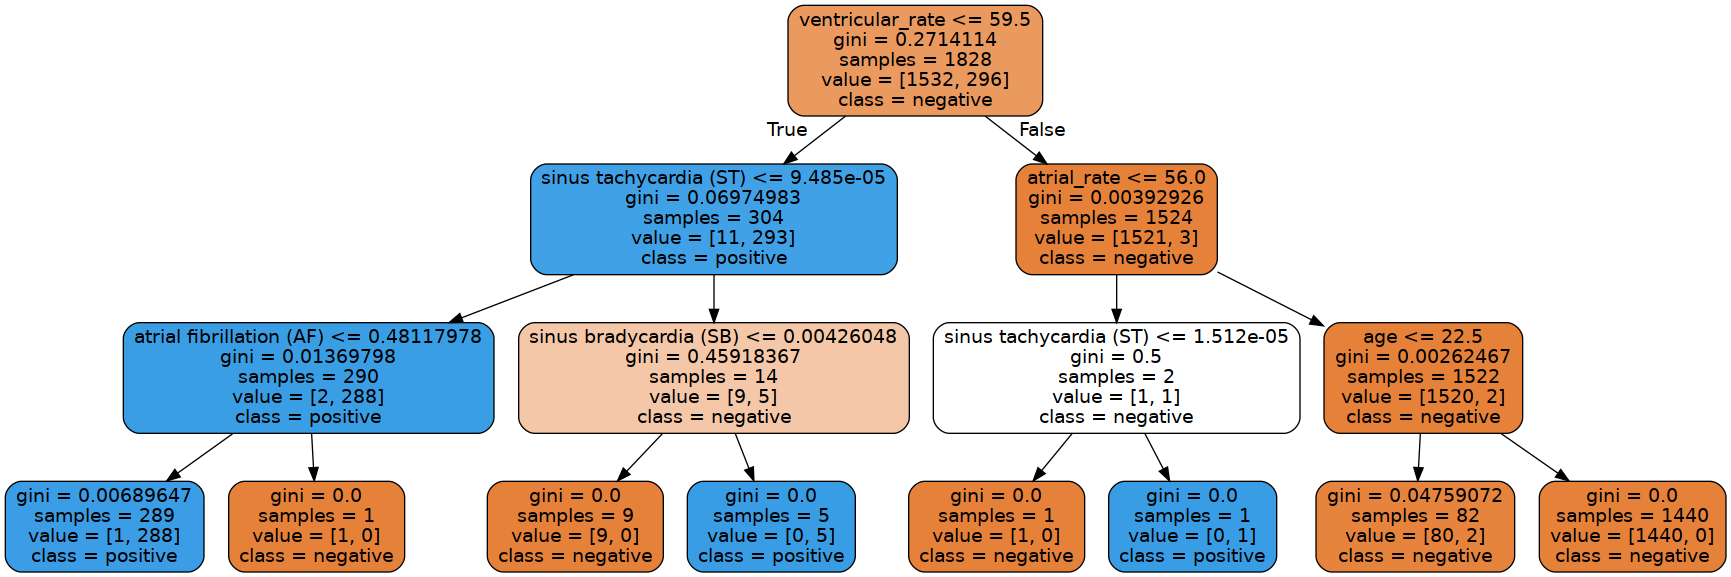 ventricular_rate <= 59.5
gini = 0.2714114
samples = 1828
value = [1532, 296]
class = negative
True
False
sinus tachycardia (ST) <= 9.485e-05
gini = 0.06974983
samples = 304
value = [11, 293]
class = positive
atrial_rate <= 56.0
gini = 0.00392926
samples = 1524
value = [1521, 3]
class = negative
atrial fibrillation (AF) <= 0.48117978
gini = 0.01369798
samples = 290
value = [2, 288]
class = positive
sinus bradycardia (SB) <= 0.00426048
gini = 0.45918367
samples = 14
value = [9, 5]
class = negative
sinus tachycardia (ST) <= 1.512e-05
gini = 0.5
samples = 2
value = [1, 1]
class = negative
age <= 22.5
gini = 0.00262467
samples = 1522
value = [1520, 2]
class = negative
gini = 0.00689647
samples = 289
value = [1, 288]
class = positive
gini = 0.0
samples = 1
value = [1, 0]
class = negative
gini = 0.0
samples = 9
value = [9, 0]
class = negative
gini = 0.0
samples = 5
value = [0, 5]
class = positive
gini = 0.0
samples = 1
value = [1, 0]
class = negative
gini = 0.0
samples = 1
value = [0, 1]
class = positive
gini = 0.04759072
samples = 82
value = [80, 2]
class = negative
gini = 0.0
samples = 1440
value = [1440, 0]
class = negative